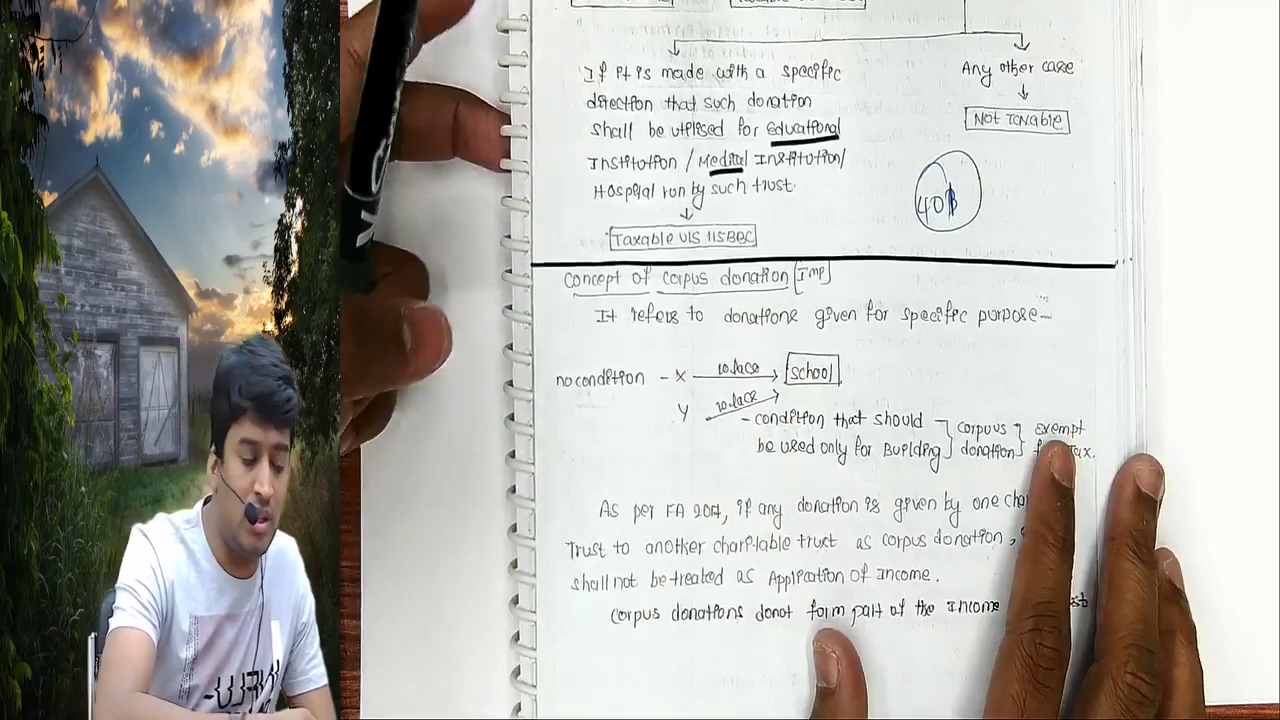 If it is made with a specific
direction that such donation
shall be utilised for Educational
Institution / Medical Institution/
Hospital run by such trust.
Taxable U/S 115BBC
Any other case
Not Taxable
Concept of corpus donation [Imp]
It refers to donations given for specific purpose
no condition - X 10 lacs school
Y 10 lacs
- condition that should
be used only for Building
corpus
donation
exempt
Tax.
As per FA 2017, if any donation is given by one
Trust to another charitable trust as corpus donation,
shall not be treated as Application of Income.
corpus donations donot form part of the Income